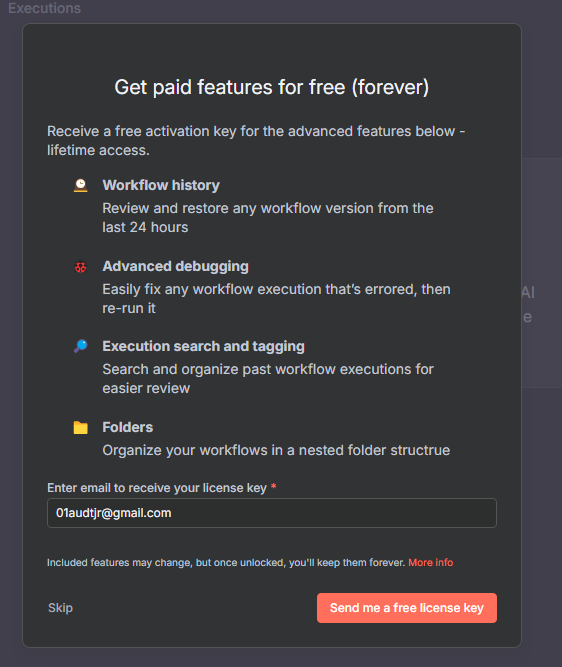 Executions
Get paid features for free (forever)
Receive a free activation key for the advanced features below -
lifetime access.
Workflow history
Review and restore any workflow version from the
last 24 hours
Advanced debugging
Easily fix any workflow execution that's errored, then
re-run it
Execution search and tagging
Search and organize past workflow executions for
easier review
Folders
Organize your workflows in a nested folder structrue
AI
e
Enter email to receive your license key *
01audtjr@gmail.com
Included features may change, but once unlocked, you'll keep them forever. More info
Skip
Send me a free license key